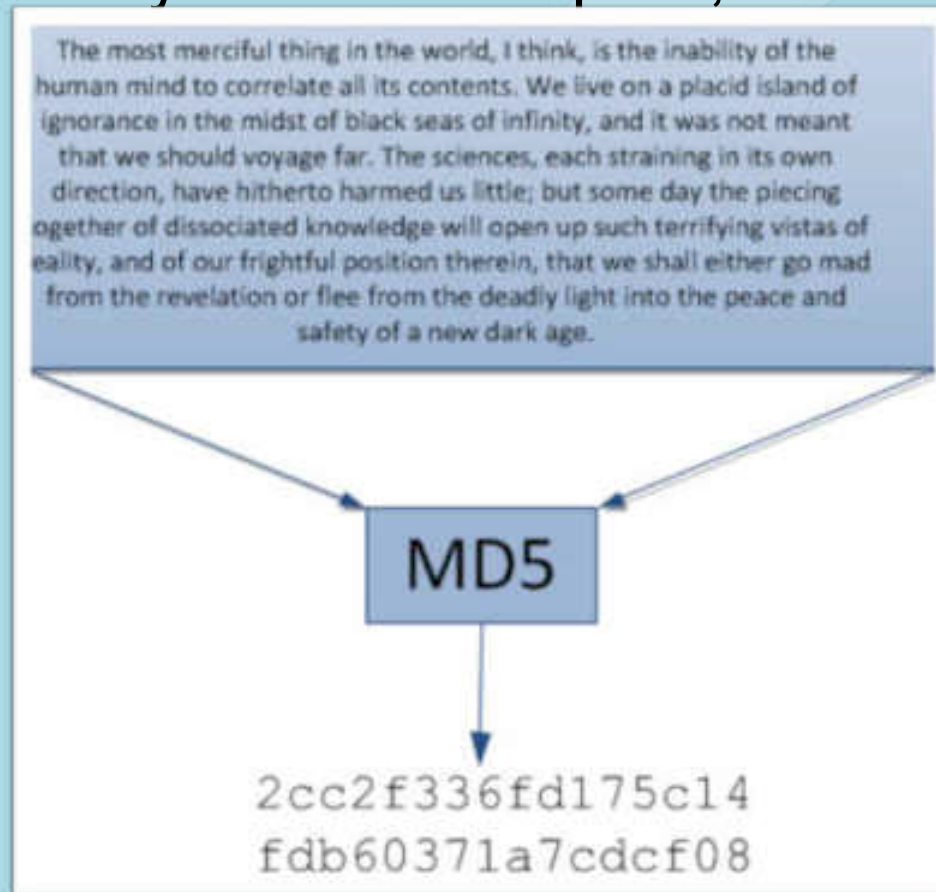 The most merciful thing in the world, I think, is the inability of the
human mind to correlate all its contents. We live on a placid island of
ignorance in the midst of black seas of infinity, and it was not meant
that we should voyage far. The sciences, each straining in its own
direction, have hitherto harmed us little; but some day the piecing
ogether of dissociated knowledge will open up such terrifying vistas of
eality, and of our frightful position therein, that we shall either go mad
from the revelation or flee from the deadly light into the peace and
safety of a new dark age.
MD5
2cc2f336fd175c14
fdb60371a7cdcf08